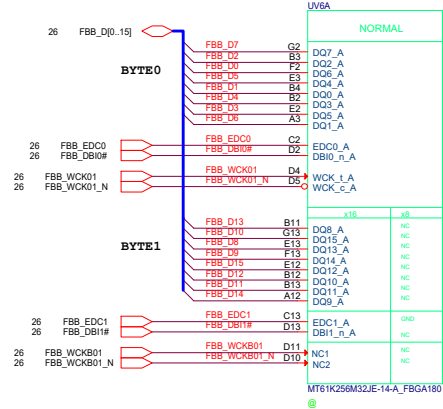 UV6A
NORMAL
26 FBB_D[0..15]
BYTE0
FBB_D7 G2 DQ7_A
FBB_D2 B3 DQ2_A
FBB_D0 F2 DQ6_A
FBB_D5 E3 DQ4_A
FBB_D1 B4 DQ0_A
FBB_D4 B2 DQ3_A
FBB_D3 E2 DQ5_A
FBB_D6 A3 DQ1_A
26 FBB_EDC0 FBB_EDC0 C2 EDC0_A
26 FBB_DBI0# FBB_DBI0# D2 DBI0_n_A
26 FBB_WCK01 FBB_WCK01 D4 WCK_t_A
26 FBB_WCK01_N FBB_WCK01_N D5 WCK_c_A
x16 x8
BYTE1
FBB_D13 B11 DQ8_A NC
FBB_D10 G13 DQ15_A NC
FBB_D8 E13 DQ13_A NC
FBB_D9 F13 DQ14_A NC
FBB_D15 E12 DQ12_A NC
FBB_D12 B12 DQ10_A NC
FBB_D11 B13 DQ11_A NC
FBB_D14 A12 DQ9_A NC
26 FBB_EDC1 FBB_EDC1 C13 EDC1_A GND
26 FBB_DBI1# FBB_DBI1# D13 DBI1_n_A NC
26 FBB_WCKB01 FBB_WCKB01 D11 NC1 NC
26 FBB_WCKB01_N FBB_WCKB01_N D10 NC2 NC
MT61K256M32JE-14-A_FBGA180
@